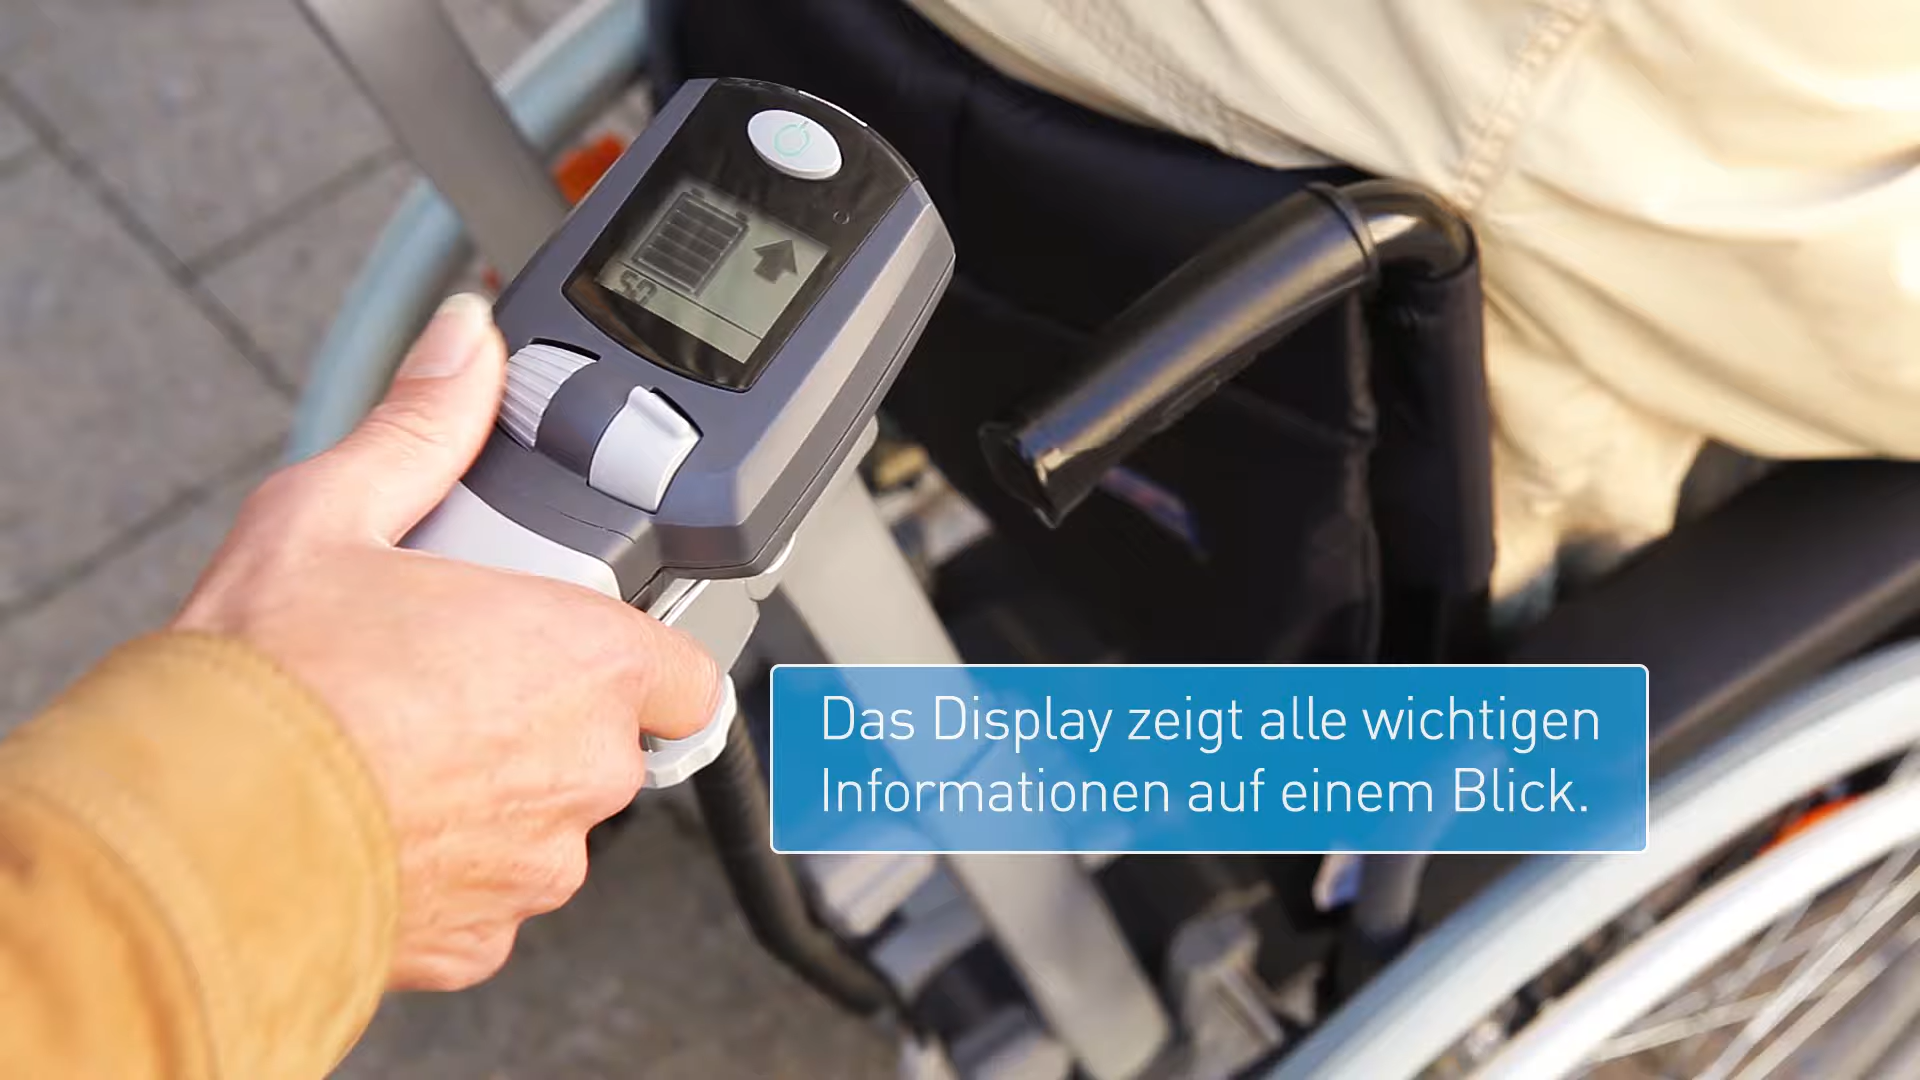 Das Display zeigt alle wichtigen
Informationen auf einem Blick.